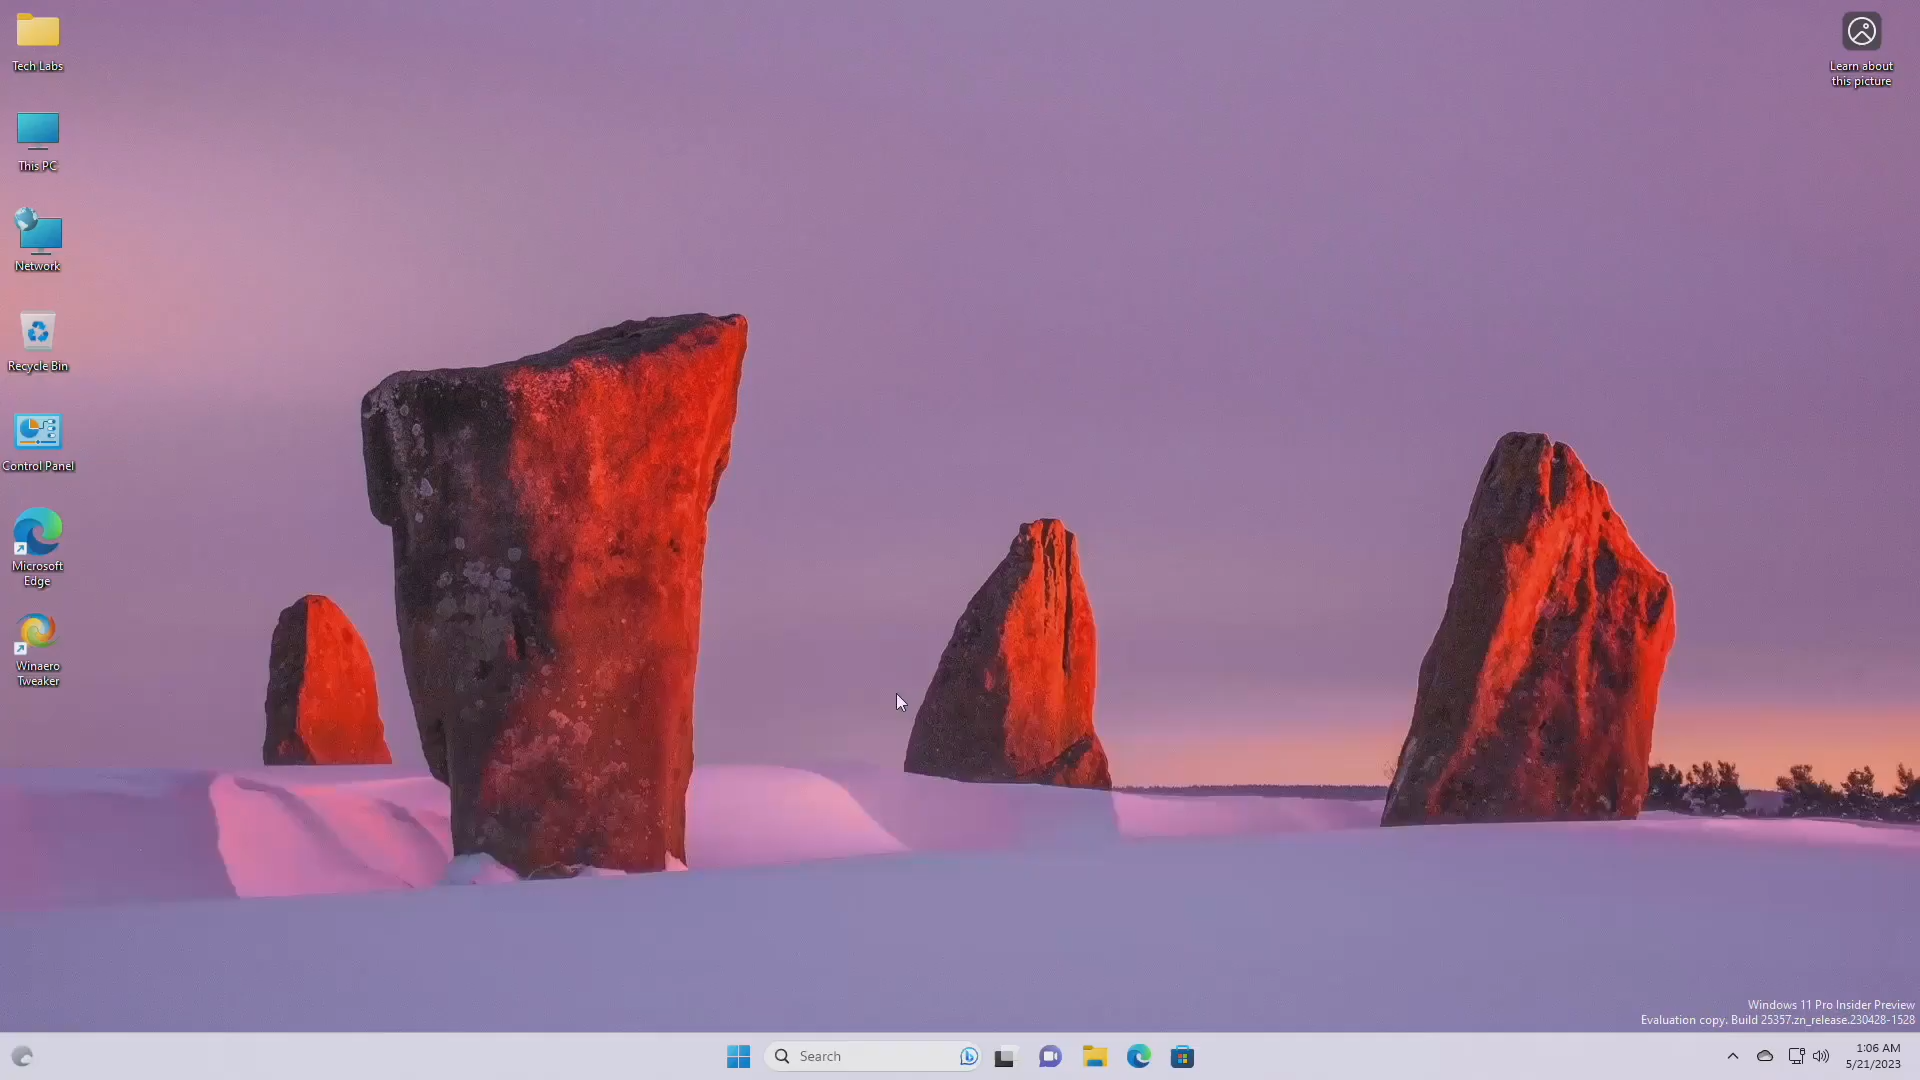 Tech Labs
This PC
Network
Recycle Bin
Control Panel
Microsoft
Edge
Winaero
Tweaker
Learn about
this picture
Windows 11 Pro Insider Preview
Evaluation copy. Build 25357.zn_release.230428-1528
Search
1:06 AM
5/21/2023